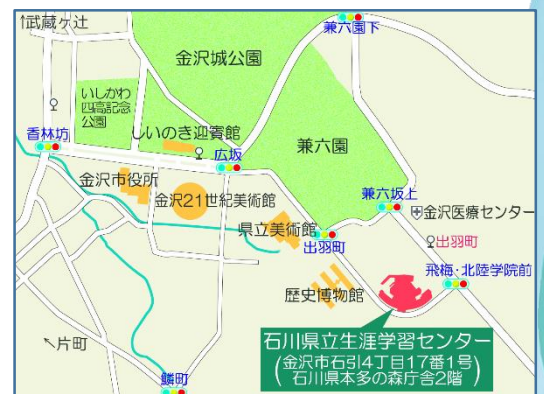 ↑武蔵ヶ辻
兼六園下
金沢城公園
いしかわ
四高記念
公園
香林坊
しいのき迎賓館
広坂
兼六園
金沢市役所
金沢21世紀美術館
兼六坂上
金沢医療センター
県立美術館
出羽町
出羽町
飛梅・北陸学院前
歴史博物館
石川県立生涯学習センター
(金沢市石引4丁目17番1号
石川県本多の森庁舎2階)
↖片町
鱗町